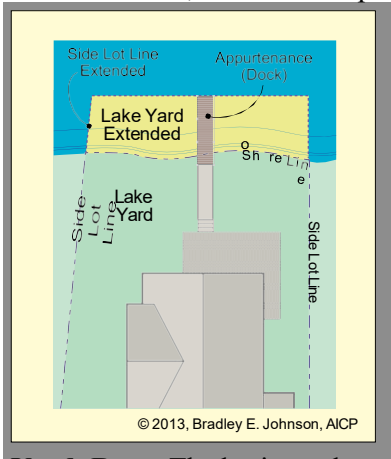 Side Lot Line
Extended
Appurtenance
(Dock)
Lake Yard
Extended
Shore Line
Lake
Yard
Side
Lot
Line
Side Lot Line
© 2013, Bradley E. Johnson, AICP